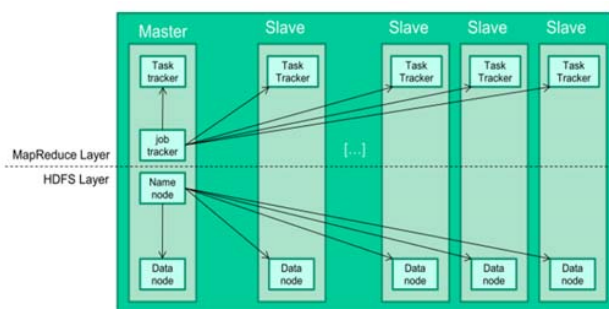 Master
Slave
Slave
Slave
Slave
Task
tracker
Task
Tracker
Task
Tracker
Task
Tracker
Task
Tracker
job
tracker
[...]
MapReduce Layer
HDFS Layer
Name
node
Data
node
Data
node
Data
node
Data
node
Data
node